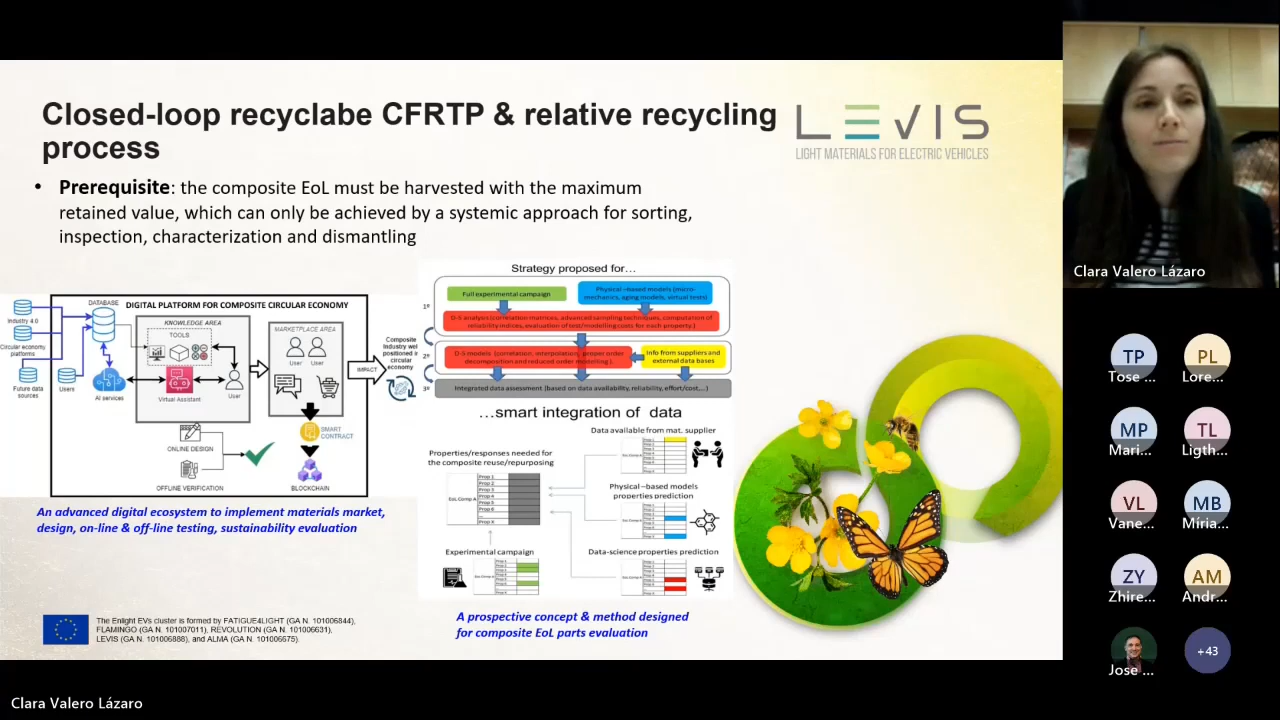 Closed-loop recyclabe CFRTP & relative recycling
process
LEVIS
LIGHT MATERIALS FOR ELECTRIC VEHICLES
• Prerequisite: the composite EoL must be harvested with the maximum
retained value, which can only be achieved by a systemic approach for sorting,
inspection, characterization and dismantling
DIGITAL PLATFORM FOR COMPOSITE CIRCULAR ECONOMY
DATABASE
Industry 4.0
Circular economy
platforms
Future data
sources
Users
AI services
KNOWLEDGE AREA
TOOLS
Virtual Assistant
User
MARKETPLACE AREA
User
User
SMART
CONTRACT
BLOCKCHAIN
ONLINE DESIGN
OFFLINE VERIFICATION
IMPACT
Composite
Industry well
positioned in
circular
economy
An advanced digital ecosystem to implement materials market,
design, on-line & off-line testing, sustainability evaluation
Strategy proposed for…
1º
Full experimental campaign
Physical –based models (micro-
mechanics, aging models, virtual tests)
D-S analysis (correlation matrices, advanced sampling techniques, computation of
reliability indices, evaluation of test/modelling costs for each property.)
2º
D-S models (correlation, interpolation, proper order
decomposition and reduced order modelling )
Info from suppliers and
external data bases
3º
Integrated data assessment (based on data availability, reliability, effort/cost,…)
…smart integration of data
Data available from mat. supplier
Properties/responses needed for
the composite reuse/repurposing
EoL Comp A
Prop 1
Prop 2
Prop 3
Prop 4
Prop 5
Prop 6
...
Prop X
Physical –based models
properties prediction
Experimental campaign
Data-science properties prediction
A prospective concept & method designed
for composite EoL parts evaluation
The Enlight EVs cluster is formed by FATIGUE4LIGHT (GA N. 101006844),
FLAMINGO (GA N. 101007011), REVOLUTION (GA N. 101006631),
LEVIS (GA N. 101006888), and ALMA (GA N. 101006675).
Clara Valero Lázaro
TP
Tose ...
PL
Lore...
MP
Mari...
TL
Ligth...
VL
Vane...
MB
Míria...
ZY
Zhire...
AM
Andr...
Jose ...
+43
Clara Valero Lázaro